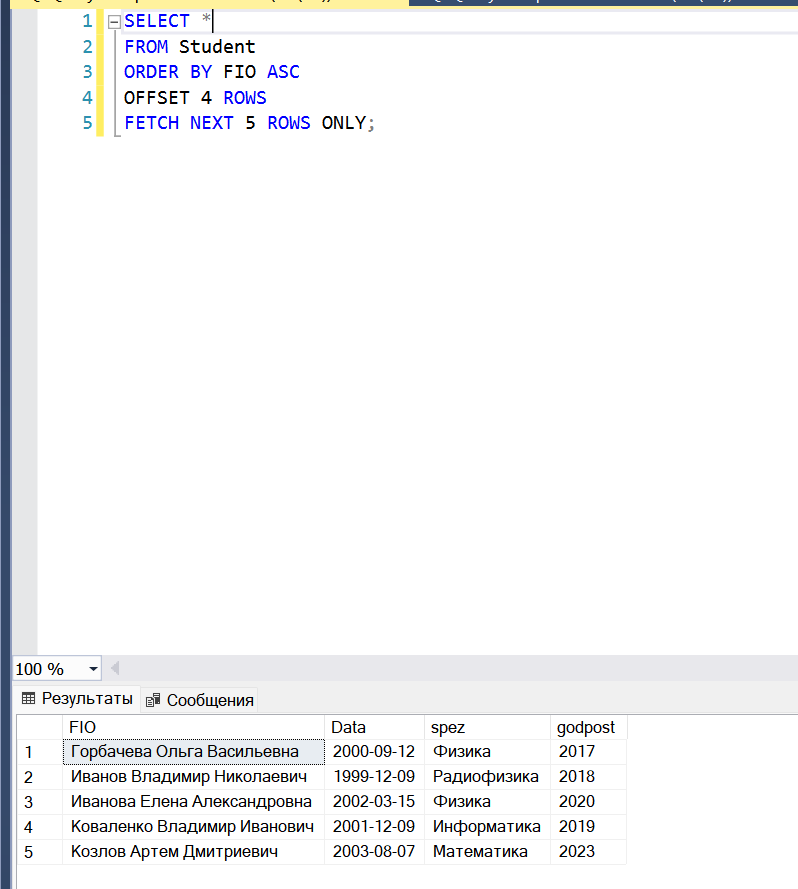 1 SELECT *
2 FROM Student
3 ORDER BY FIO ASC
4 OFFSET 4 ROWS
5 FETCH NEXT 5 ROWS ONLY;
100 %
Результаты Сообщения
FIO Data spez godpost
1 Горбачева Ольга Васильевна 2000-09-12 Физика 2017
2 Иванов Владимир Николаевич 1999-12-09 Радиофизика 2018
3 Иванова Елена Александровна 2002-03-15 Физика 2020
4 Коваленко Владимир Иванович 2001-12-09 Информатика 2019
5 Козлов Артем Дмитриевич 2003-08-07 Математика 2023